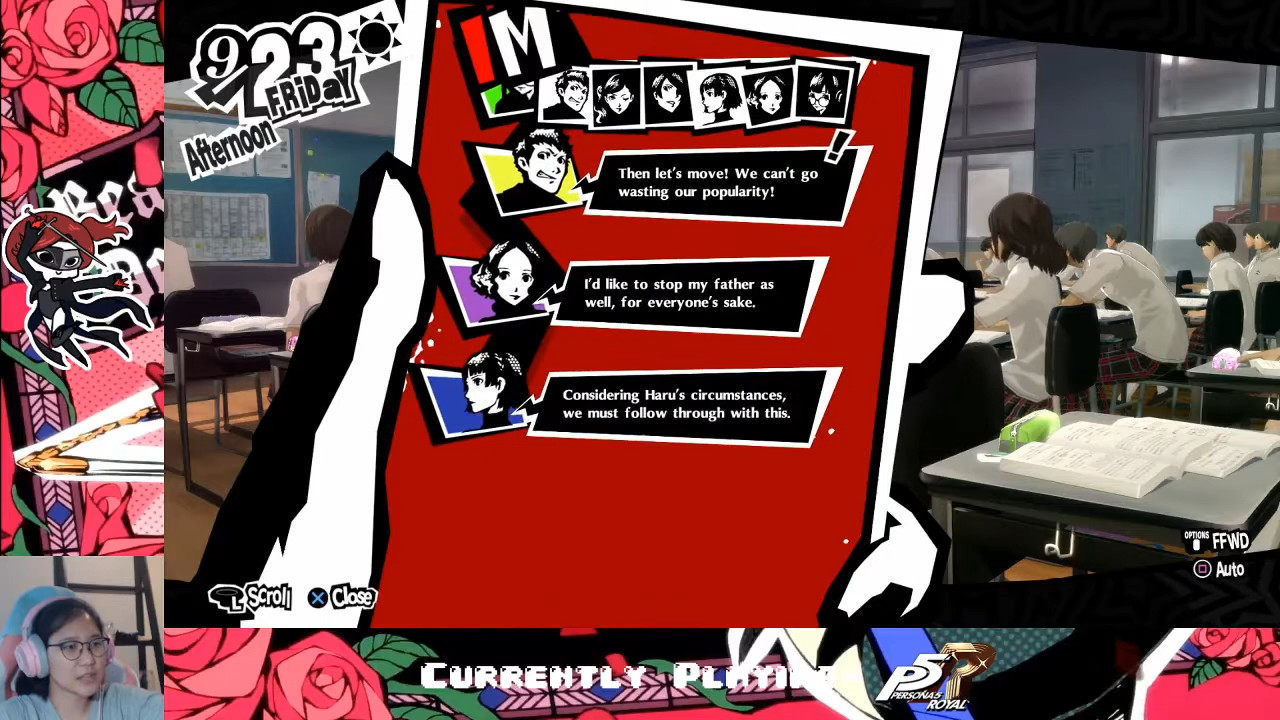 9/23
FRiDaY
Afternoon
IM
Then let's move! We can't go
wasting our popularity!
!
I'd like to stop my father as
well, for everyone's sake.
Considering Haru's circumstances,
we must follow through with this.
L Scroll
Close
OPTIONS
FFWD
Auto
Currently Playing
P5R
PERSONA5
ROYAL